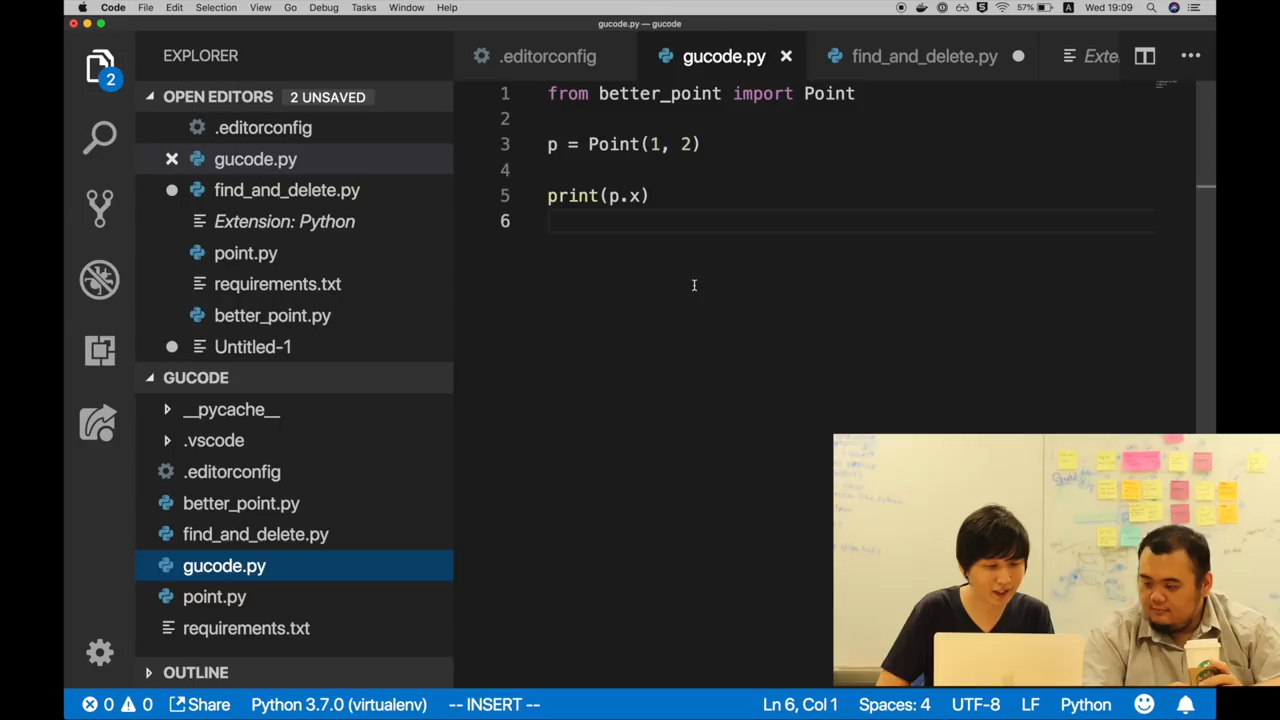 Code File Edit Selection View Go Debug Tasks Window Help 57% A Wed 19:09
gucode.py — gucode
2
EXPLORER
OPEN EDITORS 2 UNSAVED
.editorconfig
gucode.py
find_and_delete.py
Extension: Python
point.py
requirements.txt
better_point.py
Untitled-1
GUCODE
__pycache__
.vscode
.editorconfig
better_point.py
find_and_delete.py
gucode.py
point.py
requirements.txt
OUTLINE
.editorconfig gucode.py find_and_delete.py Exte
1 from better_point import Point
2
3 p = Point(1, 2)
4
5 print(p.x)
6
0 0 Share Python 3.7.0 (virtualenv) -- INSERT -- Ln 6, Col 1 Spaces: 4 UTF-8 LF Python